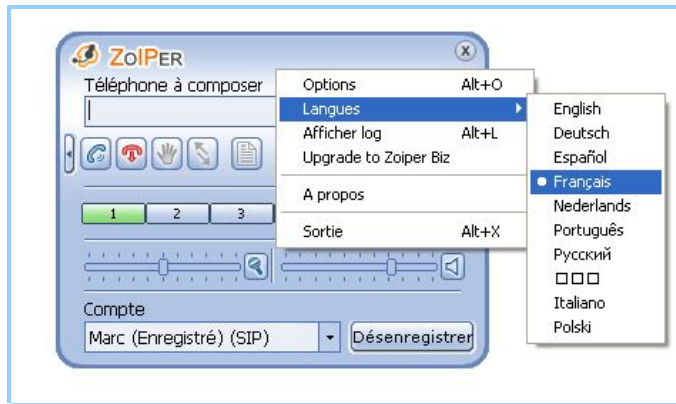 ZoIPer
Téléphone à composer
1 2 3
Compte
Marc (Enregistré) (SIP)
Désenregistrer
Options Alt+O
Langues
Afficher log Alt+L
Upgrade to Zoiper Biz
A propos
Sortie Alt+X
English
Deutsch
Español
Français
Nederlands
Português
Русский
□□□
Italiano
Polski